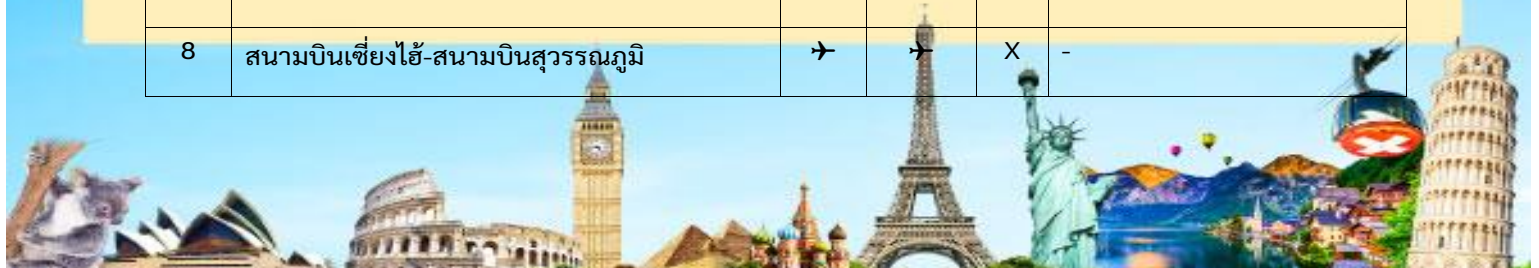 8 สนามบินเซี่ยงไฮ้-สนามบินสุวรรณภูมิ ✈ ✈ X -